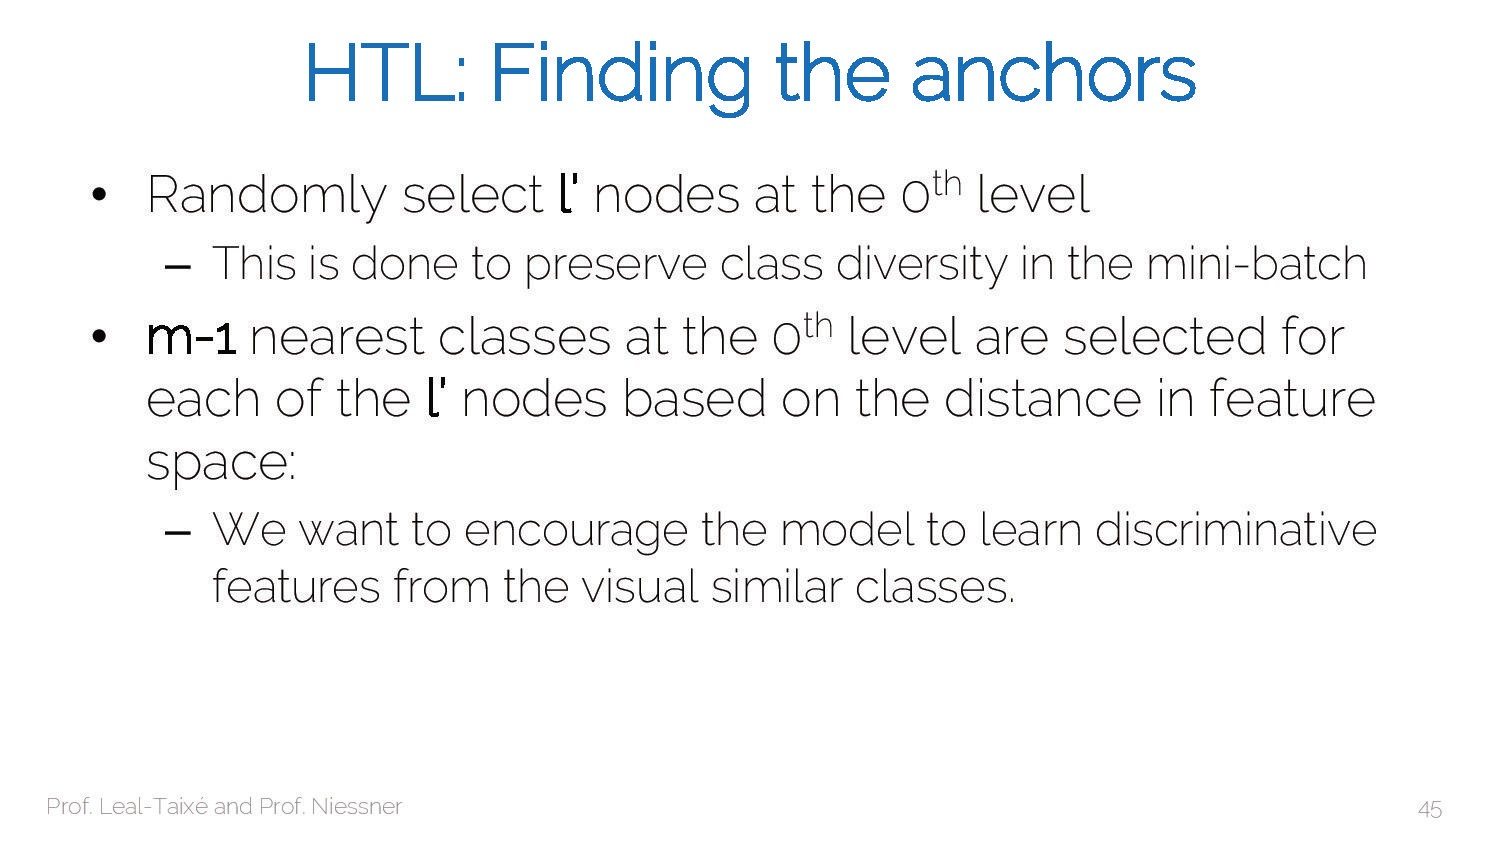 HTL: Finding the anchors
• Randomly select l' nodes at the 0th level
– This is done to preserve class diversity in the mini-batch
• m-1 nearest classes at the 0th level are selected for
each of the l' nodes based on the distance in feature
space:
– We want to encourage the model to learn discriminative
features from the visual similar classes.
Prof. Leal-Taixé and Prof. Niessner
45